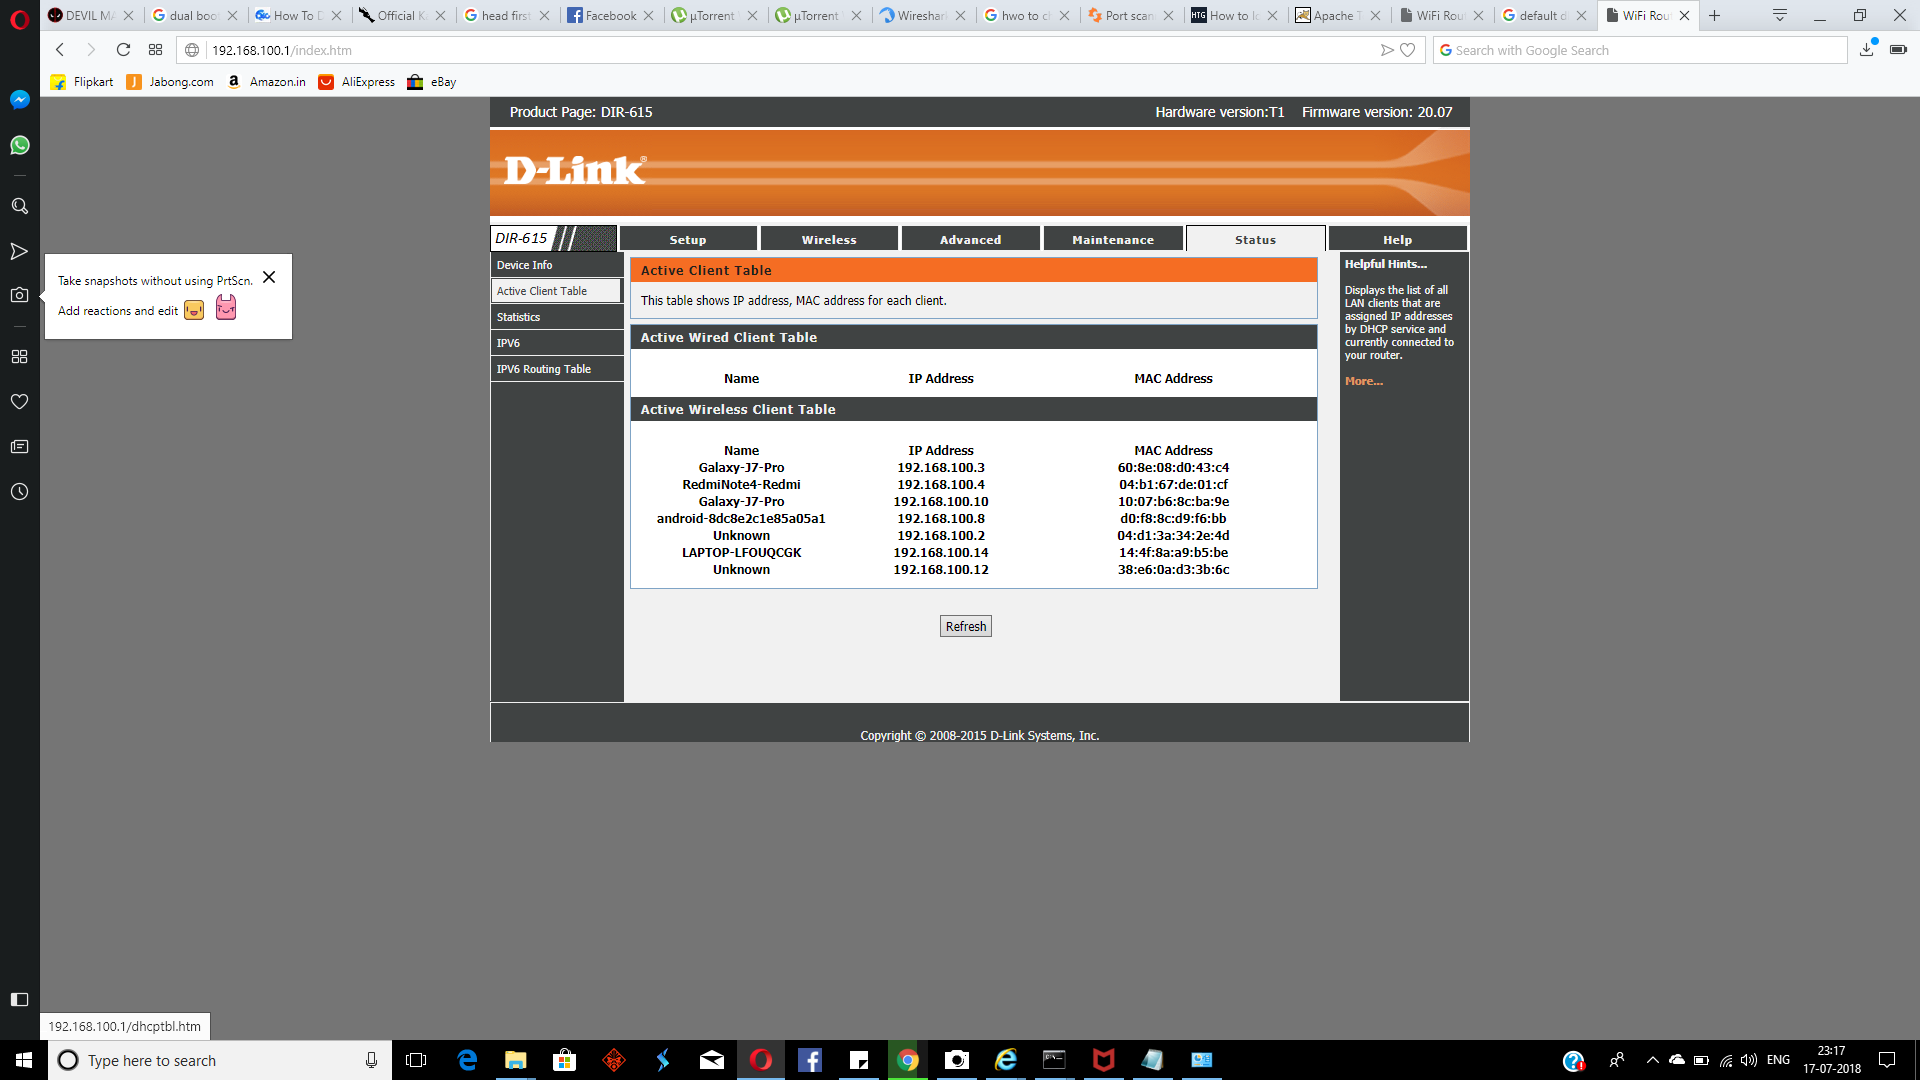 DEVIL MA
dual boo
How To D
Official Ka
head first
Facebook
µTorrent
µTorrent
Wireshar
hwo to ch
Port scan
HTG How to lo
Apache T
WiFi Rout
default d
WiFi Rout
192.168.100.1/index.htm
Search with Google Search
Flipkart
Jabong.com
Amazon.in
AliExpress
eBay
Product Page: DIR-615
Hardware version:T1 Firmware version: 20.07
D-Link
DIR-615
Setup
Wireless
Advanced
Maintenance
Status
Help
Take snapshots without using PrtScn.
Add reactions and edit
Device Info
Active Client Table
Statistics
IPV6
IPV6 Routing Table
Active Client Table
This table shows IP address, MAC address for each client.
Active Wired Client Table
Name IP Address MAC Address
Active Wireless Client Table
Name IP Address MAC Address
Galaxy-J7-Pro 192.168.100.3 60:8e:08:d0:43:c4
RedmiNote4-Redmi 192.168.100.4 04:b1:67:de:01:cf
Galaxy-J7-Pro 192.168.100.10 10:07:b6:8c:ba:9e
android-8dc8e2c1e85a05a1 192.168.100.8 d0:f8:8c:d9:f6:bb
Unknown 192.168.100.2 04:d1:3a:34:2e:4d
LAPTOP-LFOUQCGK 192.168.100.14 14:4f:8a:a9:b5:be
Unknown 192.168.100.12 38:e6:0a:d3:3b:6c
Refresh
Helpful Hints...
Displays the list of all
LAN clients that are
assigned IP addresses
by DHCP service and
currently connected to
your router.
More...
Copyright © 2008-2015 D-Link Systems, Inc.
192.168.100.1/dhcptbl.htm
Type here to search
ENG
23:17
17-07-2018